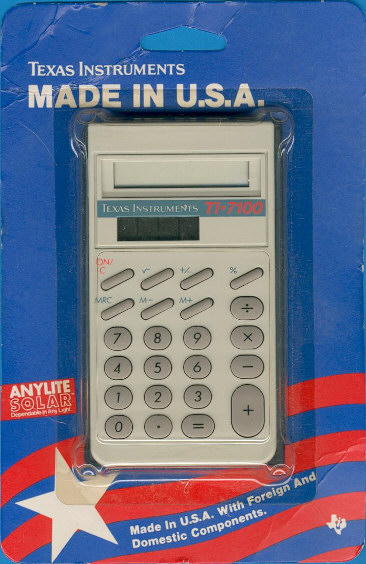 TEXAS INSTRUMENTS
MADE IN U.S.A.
TEXAS INSTRUMENTS TI-7100
ON/
C √ +/− %
MRC M− M+ ÷
7 8 9 ×
4 5 6 −
1 2 3 +
0 . =
ANYLITE
SOLAR
Dependable In Any Light
Made in U.S.A. With Foreign And
Domestic Components.